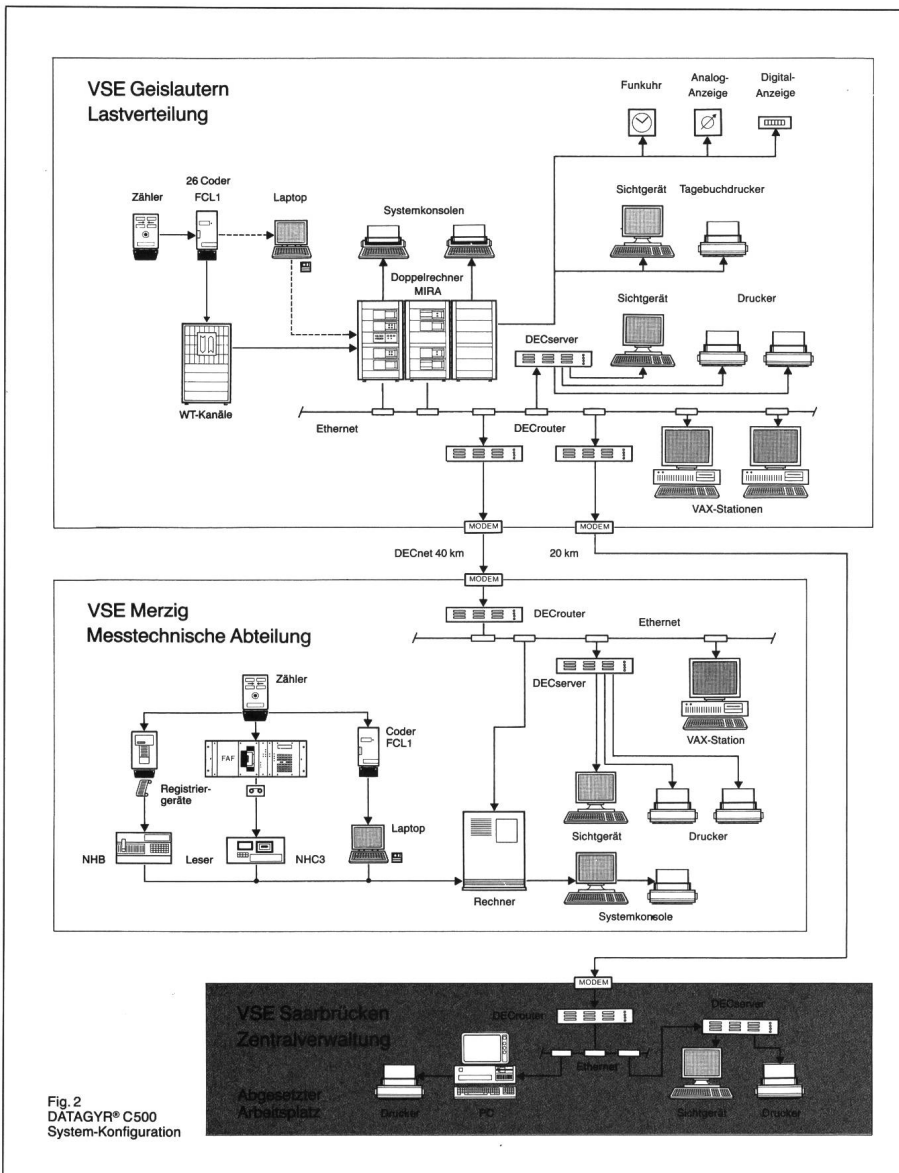 VSE Geislautern
Lastverteilung
Funkuhr
Analog-
Anzeige
Digital-
Anzeige
Zähler
26 Coder
FCL1
Laptop
Systemkonsolen
Sichtgerät
Tagebuchdrucker
Doppelrechner
MIRA
Sichtgerät
Drucker
DECserver
WT-Kanäle
Ethernet
DECrouter
VAX-Stationen
MODEM
MODEM
DECnet 40 km
20 km
MODEM
VSE Merzig
Messtechnische Abteilung
DECrouter
Ethernet
DECserver
Zähler
Coder
FCL1
VAX-Station
FAF
Registrier-
geräte
Laptop
Sichtgerät
Drucker
NHB
Leser
NHC3
Rechner
Systemkonsole
MODEM
VSE Saarbrücken
Zentralverwaltung
DECrouter
DECserver
Ethernet
Abgesetzter
Arbeitsplatz
Drucker
PC
Sichtgerät
Drucker
Fig. 2
DATAGYR® C500
System-Konfiguration